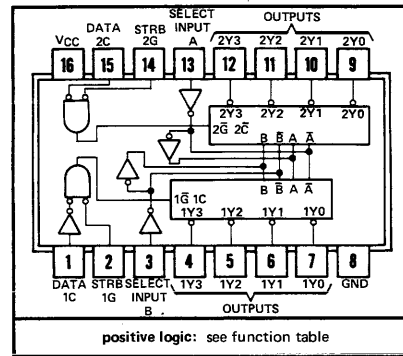 SELECT
DATA STRB INPUT OUTPUTS
VCC 2C 2G A 2Y3 2Y2 2Y1 2Y0
16 15 14 13 12 11 10 9
2Y3 2Y2 2Y1 2Y0
2G̅ 2C̅
B B̅ A A̅
B B̅ A A̅
1G̅ 1C
1Y3 1Y2 1Y1 1Y0
1 2 3 4 5 6 7 8
DATA STRB SELECT 1Y3 1Y2 1Y1 1Y0 GND
1C 1G INPUT OUTPUTS
B
positive logic: see function table